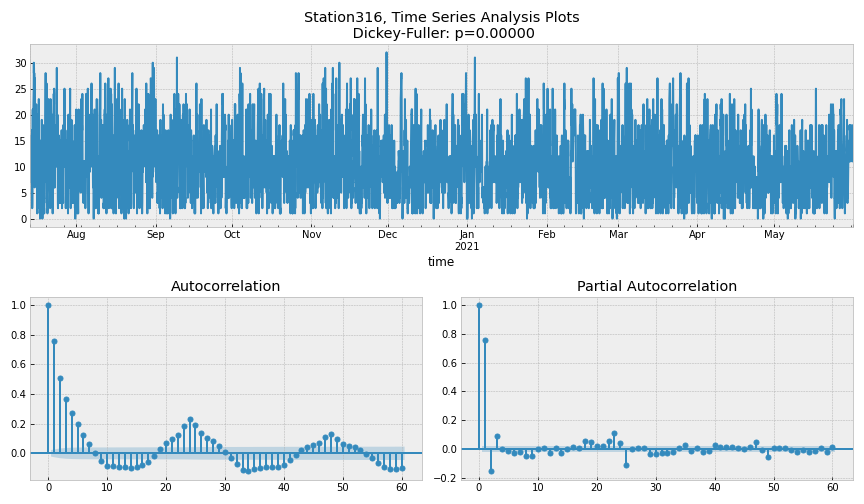 Station316, Time Series Analysis Plots
Dickey-Fuller: p=0.00000
30
25
20
15
10
5
0
Aug Sep Oct Nov Dec Jan Feb Mar Apr May
2021
time
Autocorrelation
1.0
0.8
0.6
0.4
0.2
0.0
0 10 20 30 40 50 60
Partial Autocorrelation
1.0
0.8
0.6
0.4
0.2
0.0
−0.2
0 10 20 30 40 50 60